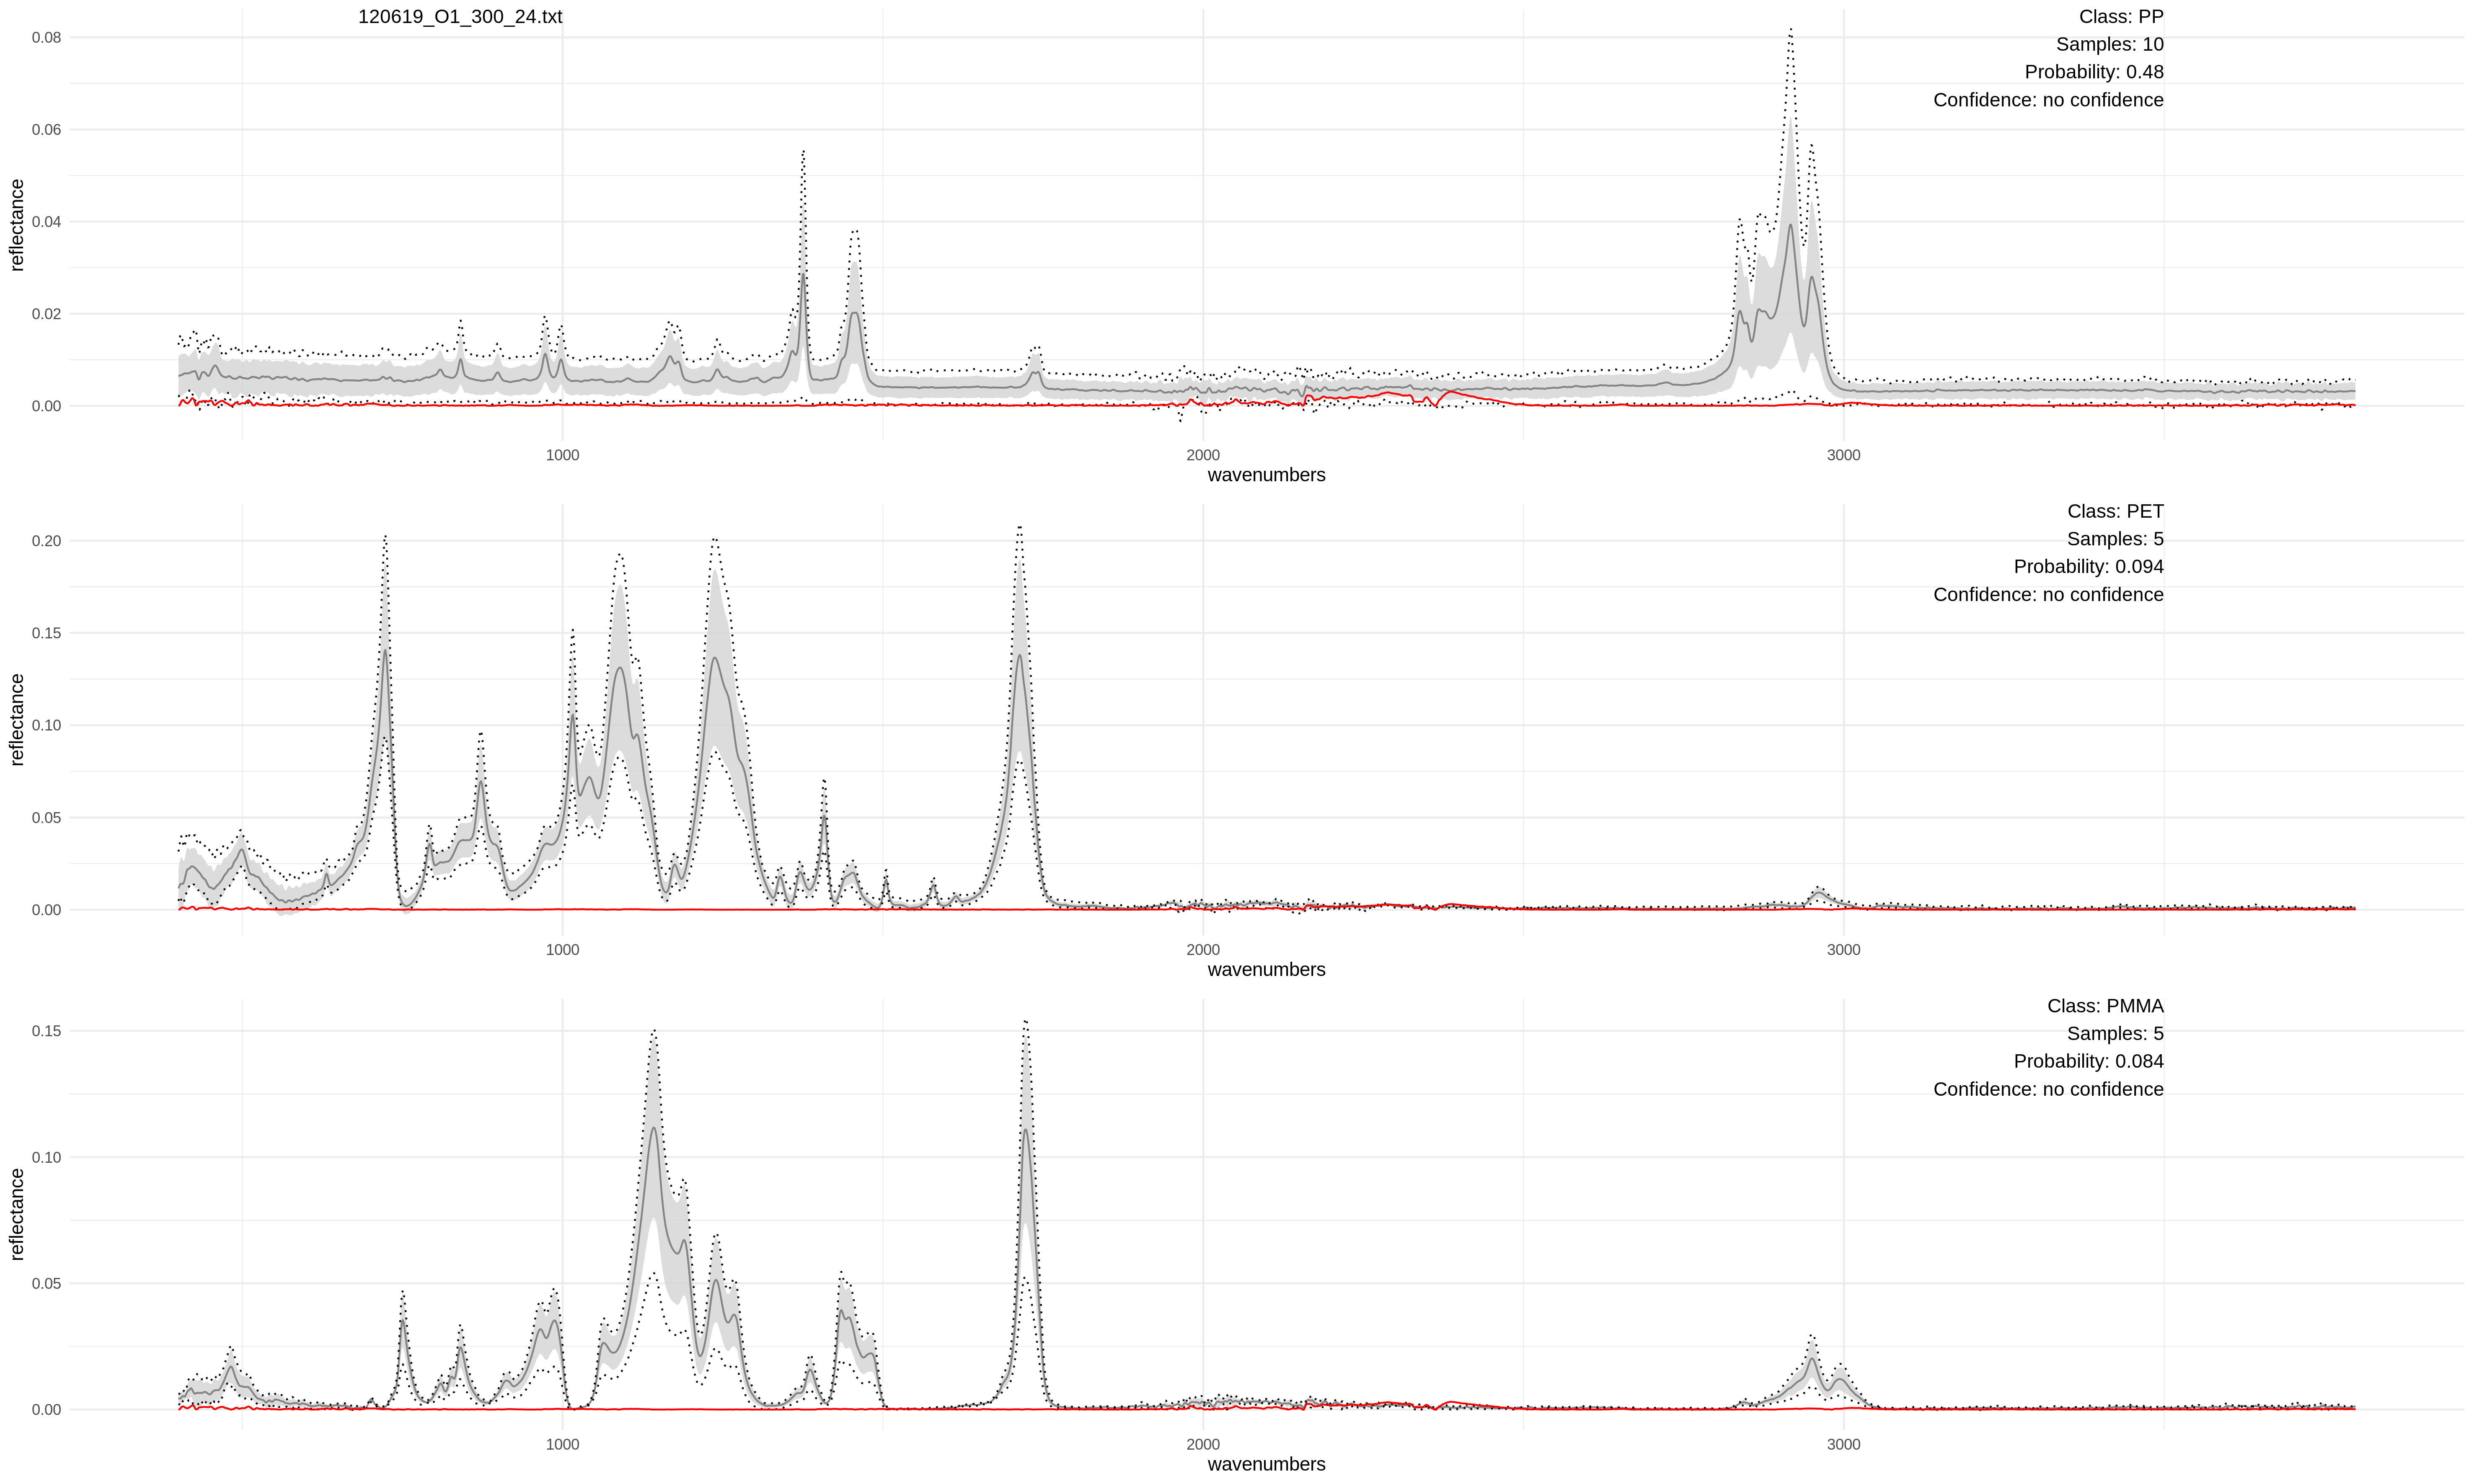 120619_O1_300_24.txt
Class: PP
Samples: 10
Probability: 0.48
Confidence: no confidence
0.08
0.06
0.04
0.02
0.00
reflectance
1000
2000
3000
wavenumbers
Class: PET
Samples: 5
Probability: 0.094
Confidence: no confidence
0.20
0.15
0.10
0.05
0.00
reflectance
1000
2000
3000
wavenumbers
Class: PMMA
Samples: 5
Probability: 0.084
Confidence: no confidence
0.15
0.10
0.05
0.00
reflectance
1000
2000
3000
wavenumbers